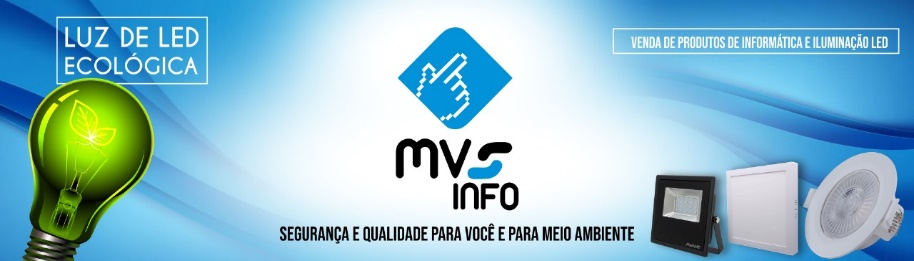 LUZ DE LED
ECOLÓGICA
VENDA DE PRODUTOS DE INFORMÁTICA E ILUMINAÇÃO LED
MVS
INFO
SEGURANÇA E QUALIDADE PARA VOCÊ E PARA MEIO AMBIENTE